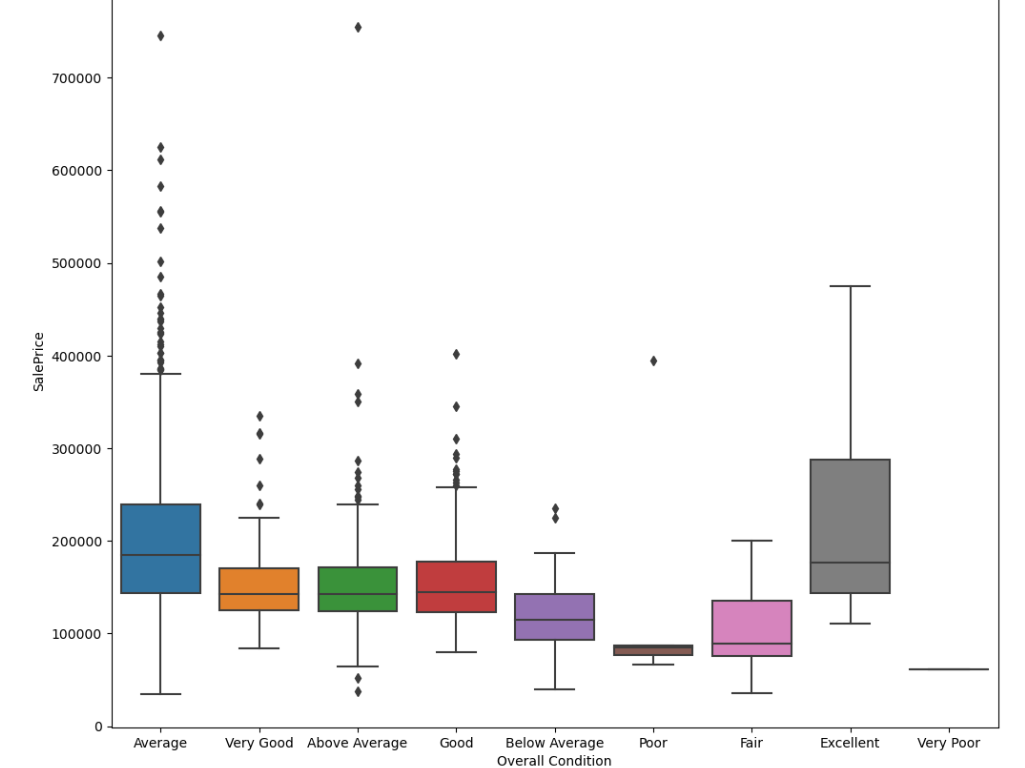 700000
600000
500000
400000
300000
200000
100000
0
SalePrice
Average Very Good Above Average Good Below Average Poor Fair Excellent Very Poor
Overall Condition